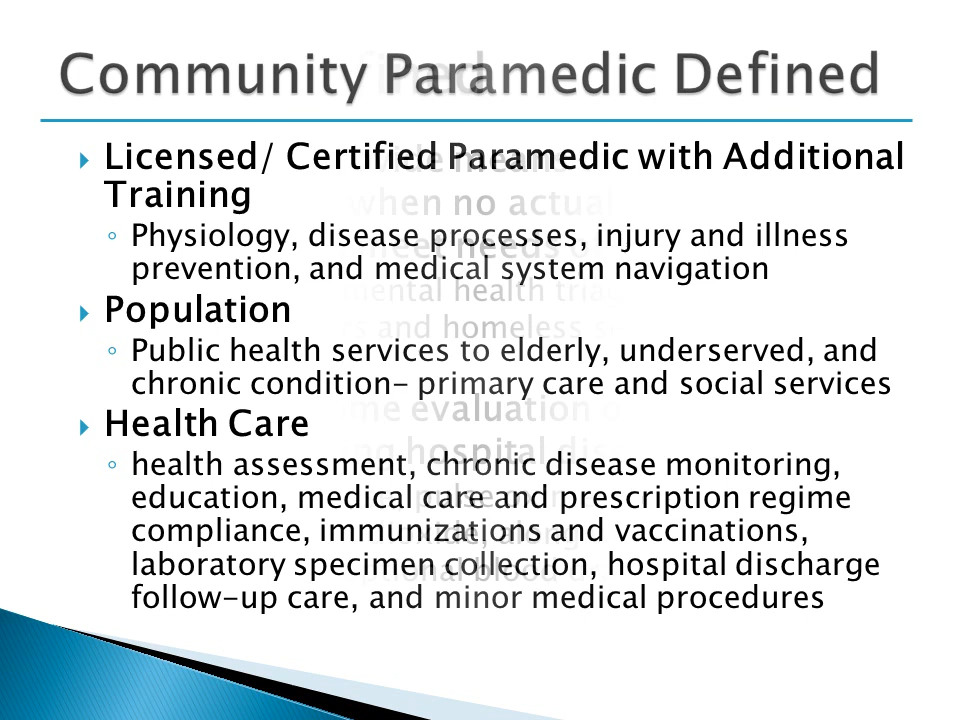 Community Paramedic Defined
Licensed/ Certified Paramedic with Additional
Training
Physiology, disease processes, injury and illness
prevention, and medical system navigation
Population
Public health services to elderly, underserved, and
chronic condition- primary care and social services
Health Care
health assessment, chronic disease monitoring,
education, medical care and prescription regime
compliance, immunizations and vaccinations,
laboratory specimen collection, hospital discharge
follow-up care, and minor medical procedures